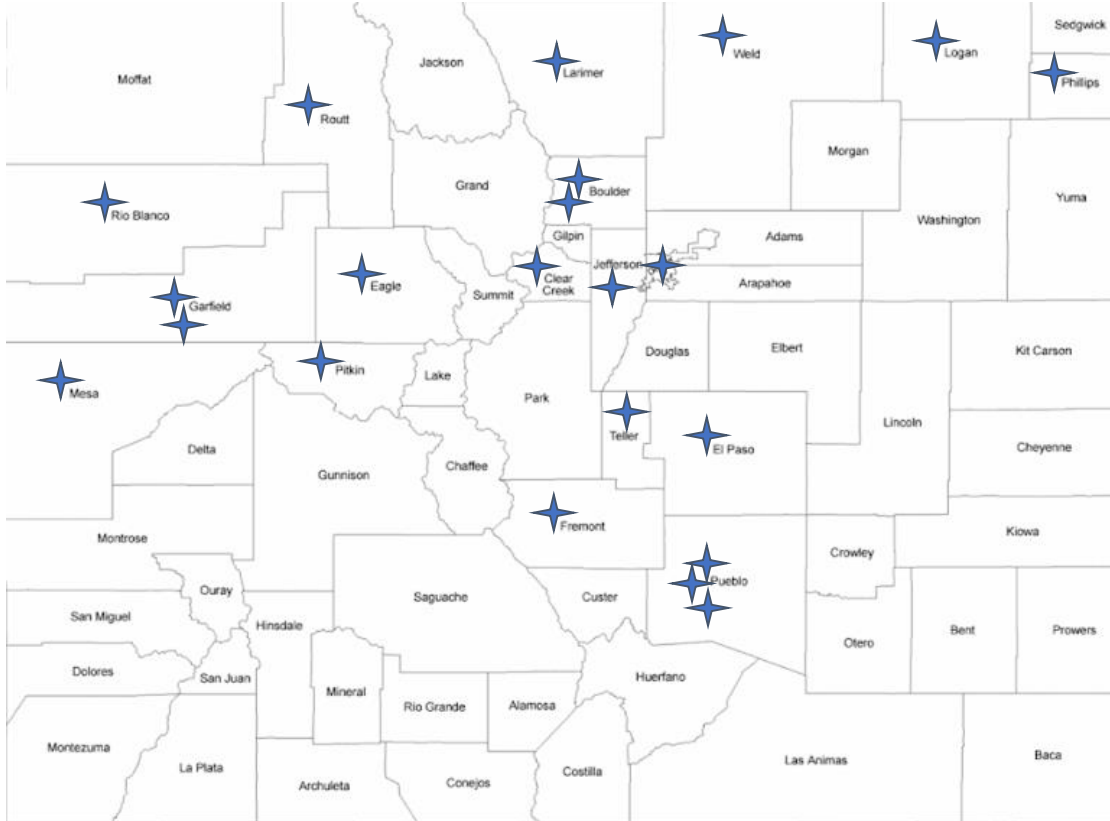 Sedgwick
Moffat
Jackson
Larimer
Weld
Logan
Phillips
Routt
Morgan
Grand
Boulder
Yuma
Rio Blanco
Washington
Gilpin
Adams
Jefferson
Eagle
Summit
Clear
Creek
Arapahoe
Garfield
Douglas
Elbert
Kit Carson
Pitkin
Lake
Mesa
Park
Lincoln
Teller
El Paso
Delta
Chaffee
Cheyenne
Gunnison
Fremont
Montrose
Kiowa
Crowley
Pueblo
Ouray
Saguache
Custer
San Miguel
Hinsdale
Otero
Bent
Prowers
Dolores
San Juan
Huerfano
Mineral
Rio Grande
Alamosa
Montezuma
La Plata
Las Animas
Baca
Costilla
Archuleta
Conejos